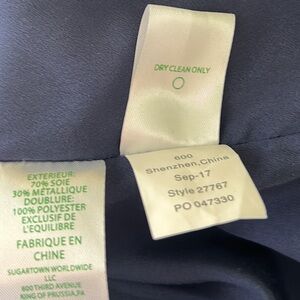 DRY CLEAN ONLY
600
Shenzhen, China
Sep-17
Style 27767
PO 047330
EXTERIEUR:
70% SOIE
30% METALLIQUE
DOUBLURE:
100% POLYESTER
EXCLUSIF DE
L'EQUILIBRE
FABRIQUE EN
CHINE
SUGARTOWN WORLDWIDE
LLC
800 THIRD AVENUE
KING OF PRUSSIA, PA